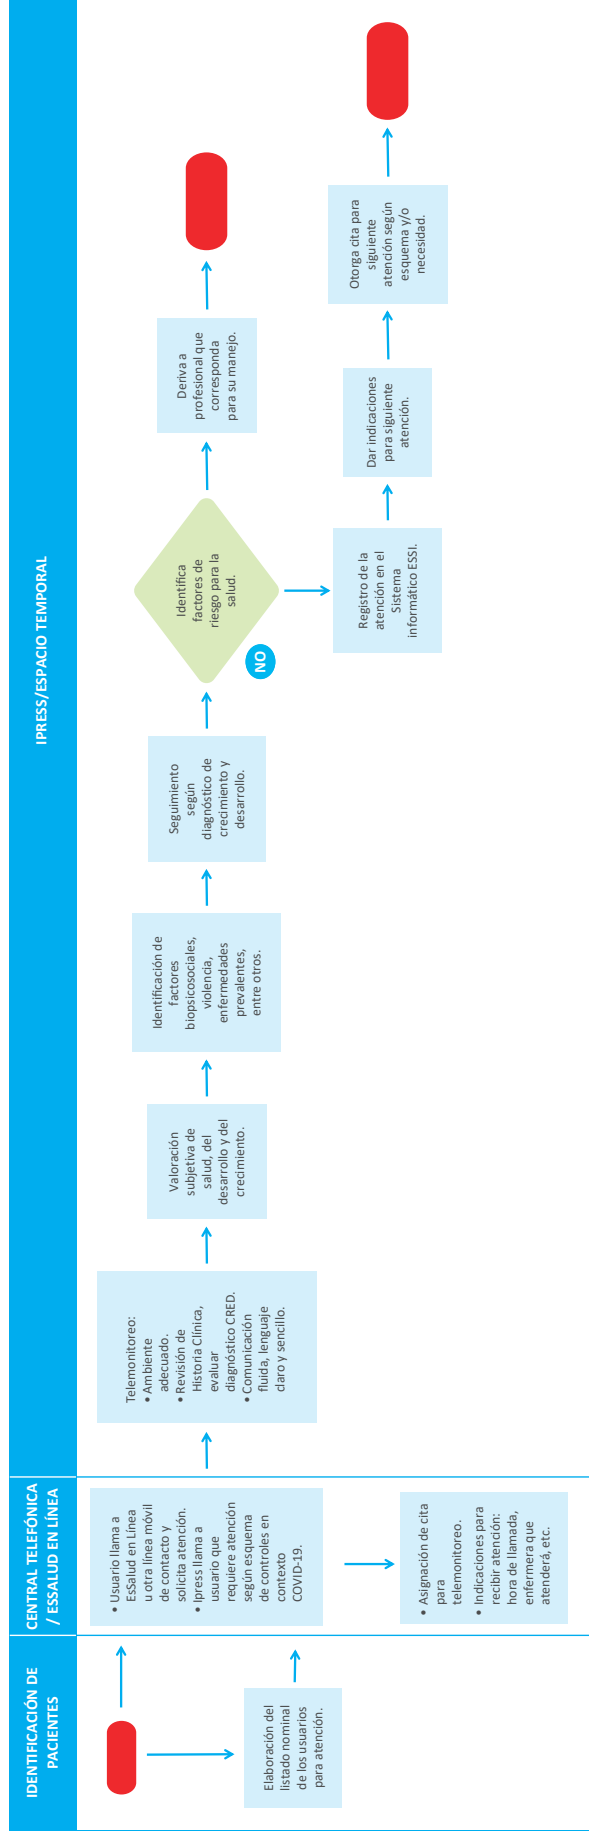 IDENTIFICACIÓN DE
PACIENTES
CENTRAL TELEFÓNICA
/ ESSALUD EN LÍNEA
IPRESS/ESPACIO TEMPORAL
Elaboración del
listado nominal
de los usuarios
para atención.
• Usuario llama a
EsSalud en Línea
u otra línea móvil
de contacto y
solicita atención.
• Ipress llama a
usuario que
requiere atención
según esquema
de controles en
contexto
COVID-19.
• Asignación de cita
para
telemonitoreo.
• Indicaciones para
recibir atención:
hora de llamada,
enfermera que
atenderá, etc.
Telemonitoreo:
• Ambiente
adecuado.
• Revisión de
Historia Clínica,
evaluar
diagnóstico CRED.
• Comunicación
fluida, lenguaje
claro y sencillo.
Valoración
subjetiva de
salud, del
desarrollo y del
crecimiento.
Identificación de
factores
biopsicosociales,
violencia,
enfermedades
prevalentes,
entre otros.
Seguimiento
según
diagnóstico de
crecimiento y
desarrollo.
Identifica
factores de
riesgo para la
salud.
NO
Deriva a
profesional que
corresponda
para su manejo.
Registro de la
atención en el
Sistema
informático ESSI.
Dar indicaciones
para siguiente
atención.
Otorga cita para
siguiente
atención según
esquema y/o
necesidad.